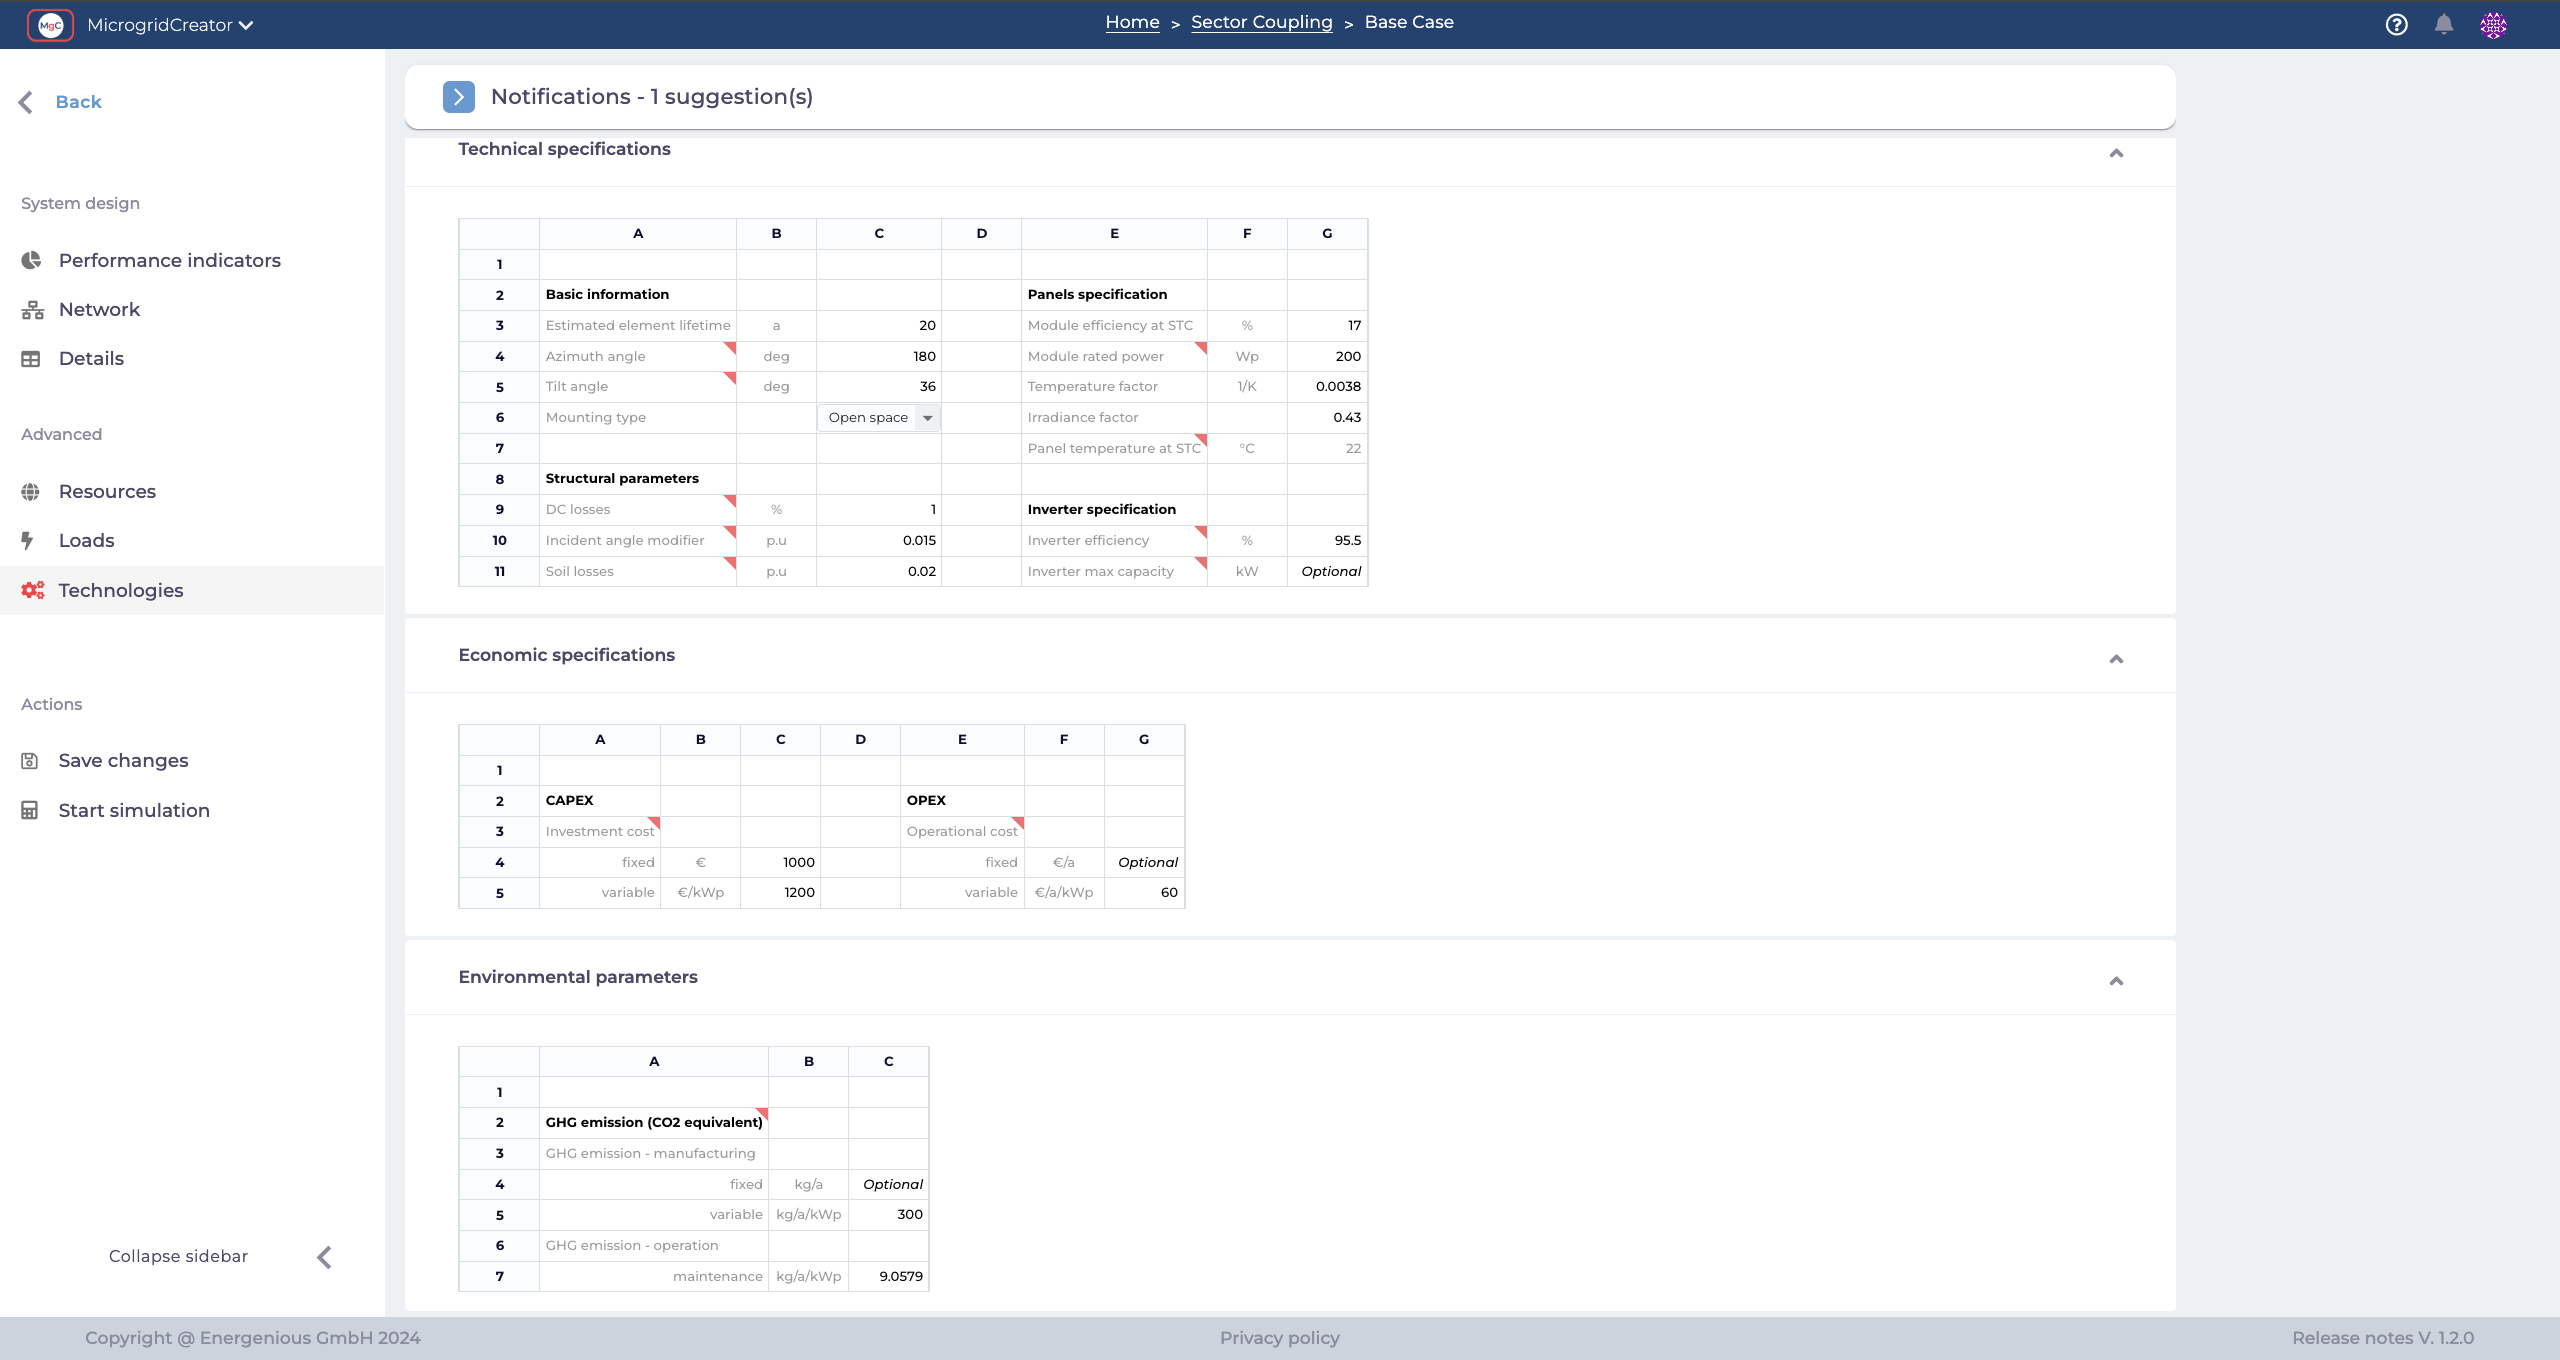 MgC MicrogridCreator
Home > Sector Coupling > Base Case
Back
System design
Performance indicators
Network
Details
Advanced
Resources
Loads
Technologies
Actions
Save changes
Start simulation
Collapse sidebar
Notifications - 1 suggestion(s)
Technical specifications
A B C D E F G
1
2 Basic information Panels specification
3 Estimated element lifetime a 20 Module efficiency at STC % 17
4 Azimuth angle deg 180 Module rated power Wp 200
5 Tilt angle deg 36 Temperature factor 1/K 0.0038
6 Mounting type Open space Irradiance factor 0.43
7 Panel temperature at STC °C 22
8 Structural parameters
9 DC losses % 1 Inverter specification
10 Incident angle modifier p.u 0.015 Inverter efficiency % 95.5
11 Soil losses p.u 0.02 Inverter max capacity kW Optional
Economic specifications
A B C D E F G
1
2 CAPEX OPEX
3 Investment cost Operational cost
4 fixed € 1000 fixed €/a Optional
5 variable €/kWp 1200 variable €/a/kWp 60
Environmental parameters
A B C
1
2 GHG emission (CO2 equivalent)
3 GHG emission - manufacturing
4 fixed kg/a Optional
5 variable kg/a/kWp 300
6 GHG emission - operation
7 maintenance kg/a/kWp 9.0579
Copyright @ Energenious GmbH 2024
Privacy policy
Release notes V. 1.2.0